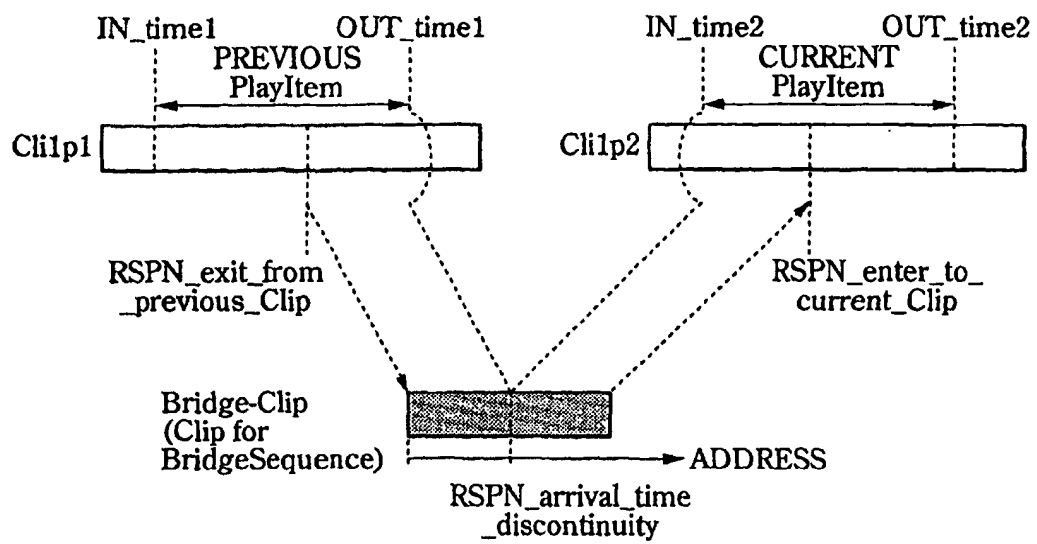 IN_time1
OUT_time1
IN_time2
OUT_time2
PREVIOUS
PlayItem
CURRENT
PlayItem
Cli1p1
Cli1p2
RSPN_exit_from
_previous_Clip
RSPN_enter_to_
current_Clip
Bridge-Clip
(Clip for
BridgeSequence)
ADDRESS
RSPN_arrival_time
_discontinuity